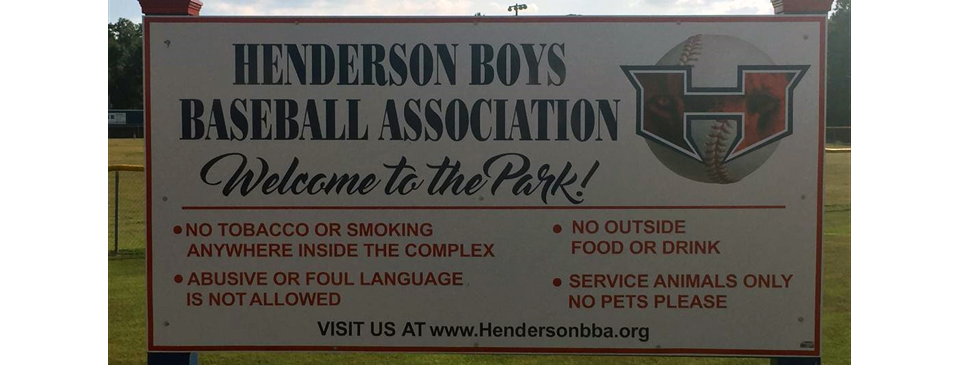 HENDERSON BOYS
BASEBALL ASSOCIATION
H
Welcome to the Park!
• NO TOBACCO OR SMOKING
ANYWHERE INSIDE THE COMPLEX
• ABUSIVE OR FOUL LANGUAGE
IS NOT ALLOWED
• NO OUTSIDE
FOOD OR DRINK
• SERVICE ANIMALS ONLY
NO PETS PLEASE
VISIT US AT www.Hendersonbba.org